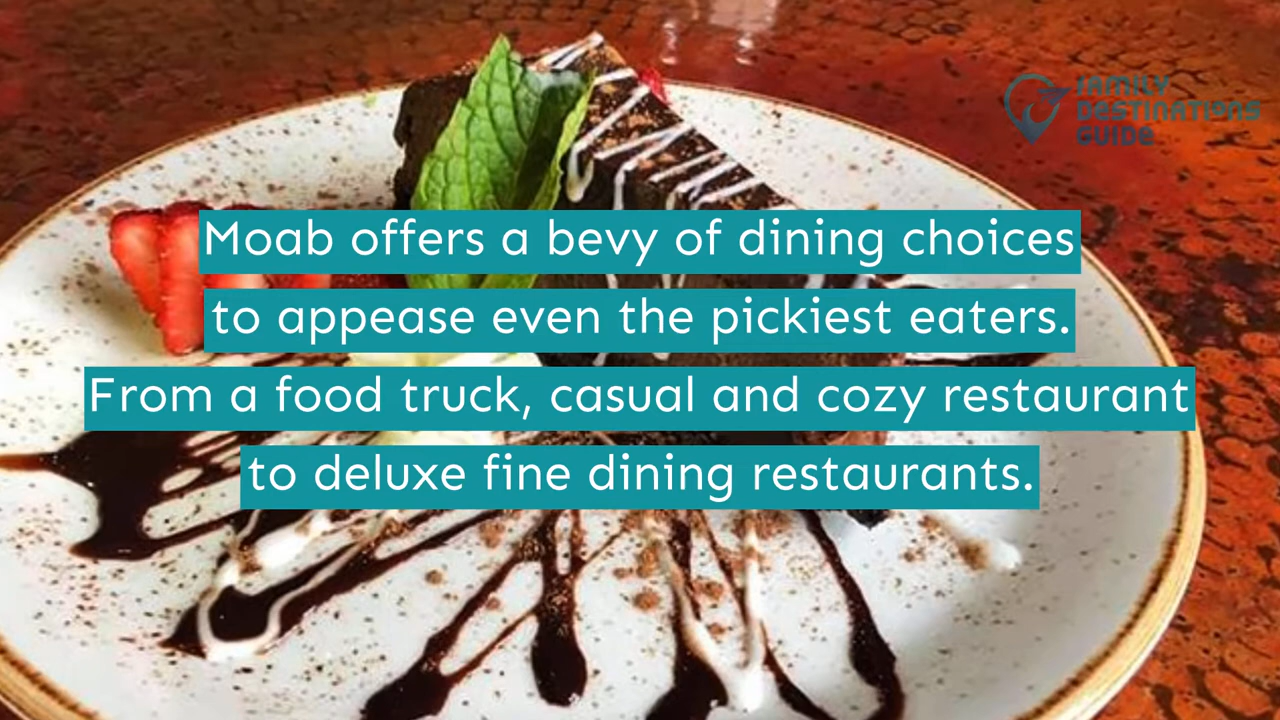 FAMILY
DESTINATIONS
GUIDE
Moab offers a bevy of dining choices
to appease even the pickiest eaters.
From a food truck, casual and cozy restaurant
to deluxe fine dining restaurants.